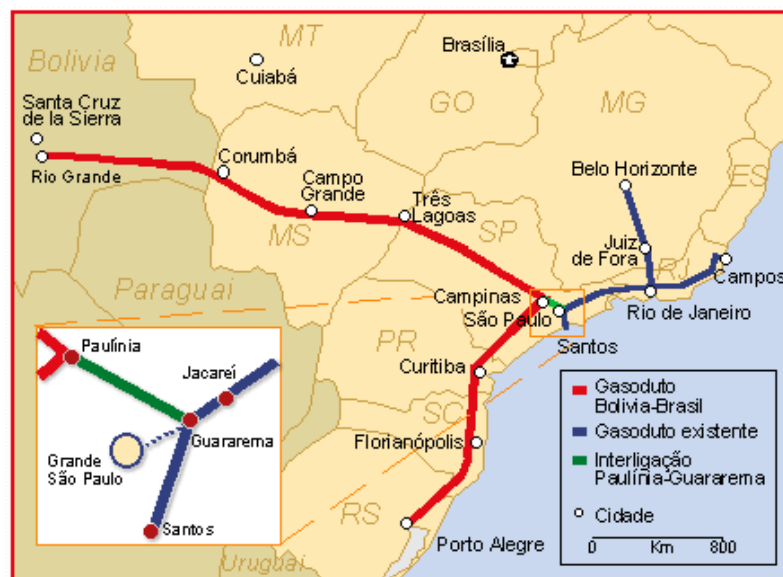 MT
Brasília
Bolivia
Cuiabá
GO
MG
Santa Cruz
de la Sierra
Rio Grande
Corumbá
Campo
Grande
Três
Lagoas
MS
SP
Belo Horizonte
ES
Juiz
de Fora
RJ
Campos
Paraguai
Campinas
São Paulo
Rio de Janeiro
Santos
PR
Curitiba
SC
Florianópolis
RS
Porto Alegre
Uruguai
Paulínia
Jacareí
Guararema
Grande
São Paulo
Santos
Gasoduto
Bolivia-Brasil
Gasoduto existente
Interligação
Paulínia-Guararema
Cidade
0 Km 800